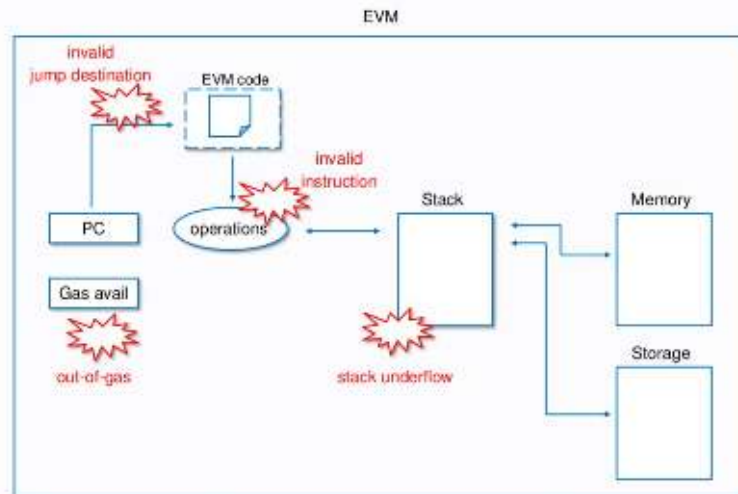 EVM
invalid
jump destination
EVM code
invalid
instruction
Stack
Memory
PC
operations
Gas avail
out-of-gas
stack underflow
Storage